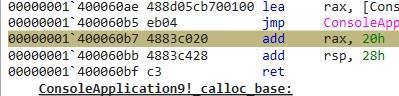 00000001`400060ae 488d05cb700100 lea     rax, [Cons
00000001`400060b5 eb04           jmp     ConsoleApp
00000001`400060b7 4883c020       add     rax, 20h
00000001`400060bb 4883c428       add     rsp, 28h
00000001`400060bf c3             ret
ConsoleApplication9!_calloc_base: